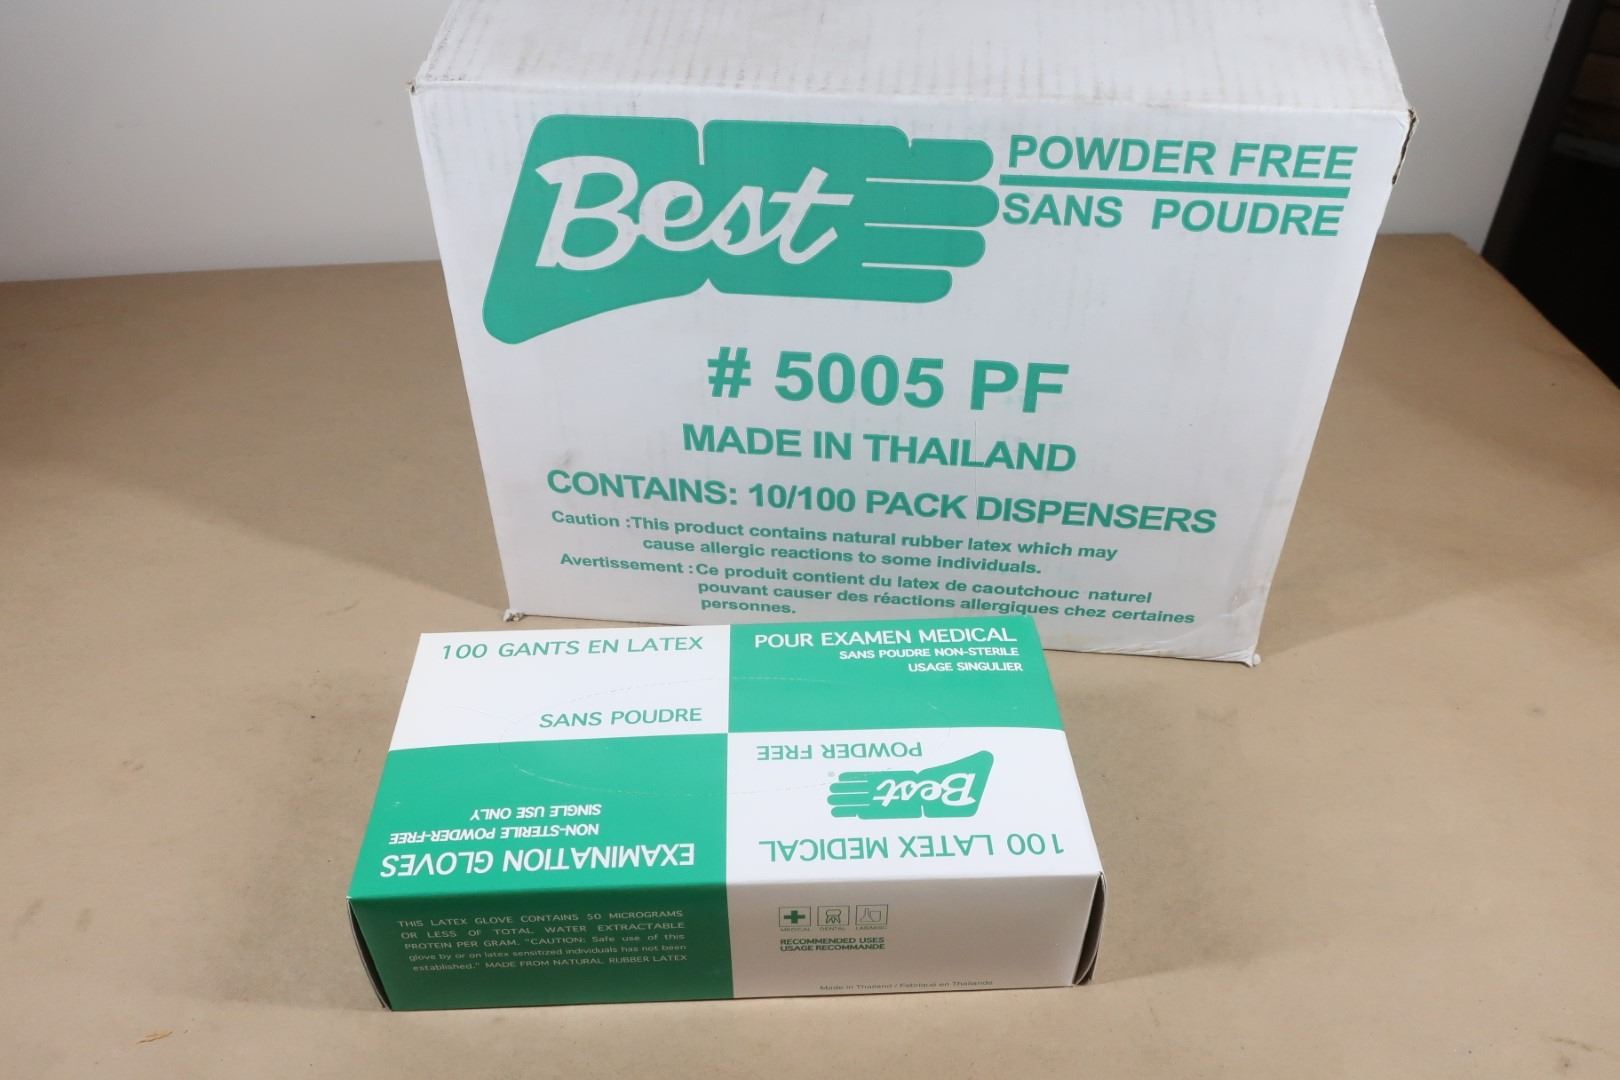 Best
POWDER FREE
SANS POUDRE
# 5005 PF
MADE IN THAILAND
CONTAINS: 10/100 PACK DISPENSERS
Caution :This product contains natural rubber latex which may
cause allergic reactions to some individuals.
Avertissement :Ce produit contient du latex de caoutchouc naturel
pouvant causer des réactions allergiques chez certaines
personnes.
100 GANTS EN LATEX
SANS POUDRE
POUR EXAMEN MEDICAL
SANS POUDRE NON-STERILE
USAGE SINGULIER
100 LATEX MEDICAL
Best
POWDER FREE
EXAMINATION GLOVES
NON-STERILE POWDER-FREE
SINGLE USE ONLY
THIS LATEX GLOVE CONTAINS 50 MICROGRAMS
OR LESS OF TOTAL WATER EXTRACTABLE
PROTEIN PER GRAM. "CAUTION: Safe use of this
glove by or on latex sensitized individuals has not been
established." MADE FROM NATURAL RUBBER LATEX
MEDICAL DENTAL LAB/MISC
RECOMMENDED USES
USAGE RECOMMANDE
Made in Thailand / Fabriqué en Thaïlande